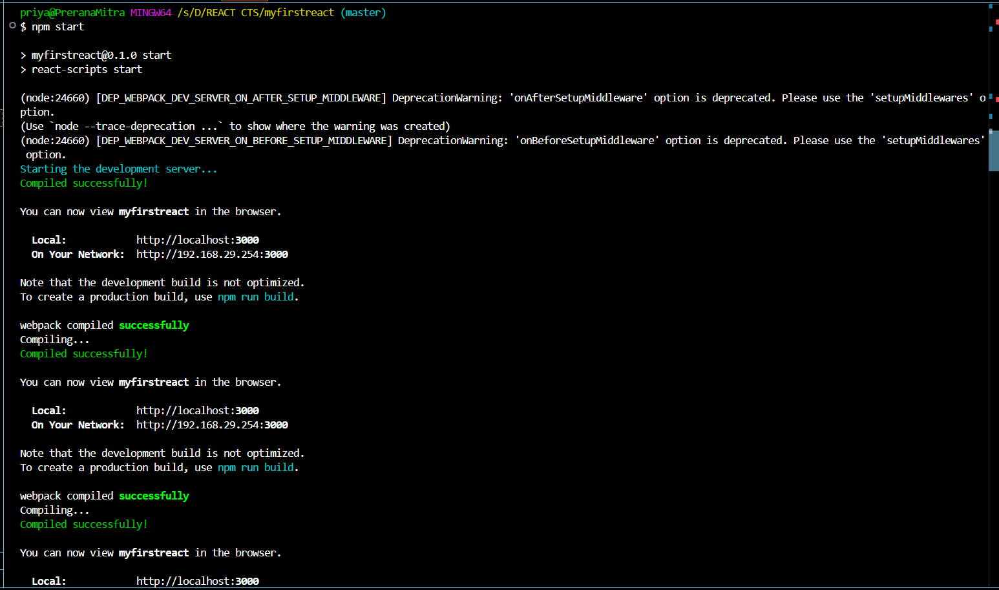 priya@PreranaMitra MINGW64 /s/D/REACT CTS/myfirstreact (master)
$ npm start
> myfirstreact@0.1.0 start
> react-scripts start
(node:24660) [DEP_WEBPACK_DEV_SERVER_ON_AFTER_SETUP_MIDDLEWARE] DeprecationWarning: 'onAfterSetupMiddleware' option is deprecated. Please use the 'setupMiddlewares' o
ption.
(Use `node --trace-deprecation ...` to show where the warning was created)
(node:24660) [DEP_WEBPACK_DEV_SERVER_ON_BEFORE_SETUP_MIDDLEWARE] DeprecationWarning: 'onBeforeSetupMiddleware' option is deprecated. Please use the 'setupMiddlewares'
 option.
Starting the development server...
Compiled successfully!
You can now view myfirstreact in the browser.
  Local:            http://localhost:3000
  On Your Network:  http://192.168.29.254:3000
Note that the development build is not optimized.
To create a production build, use npm run build.
webpack compiled successfully
Compiling...
Compiled successfully!
You can now view myfirstreact in the browser.
  Local:            http://localhost:3000
  On Your Network:  http://192.168.29.254:3000
Note that the development build is not optimized.
To create a production build, use npm run build.
webpack compiled successfully
Compiling...
Compiled successfully!
You can now view myfirstreact in the browser.
  Local:            http://localhost:3000